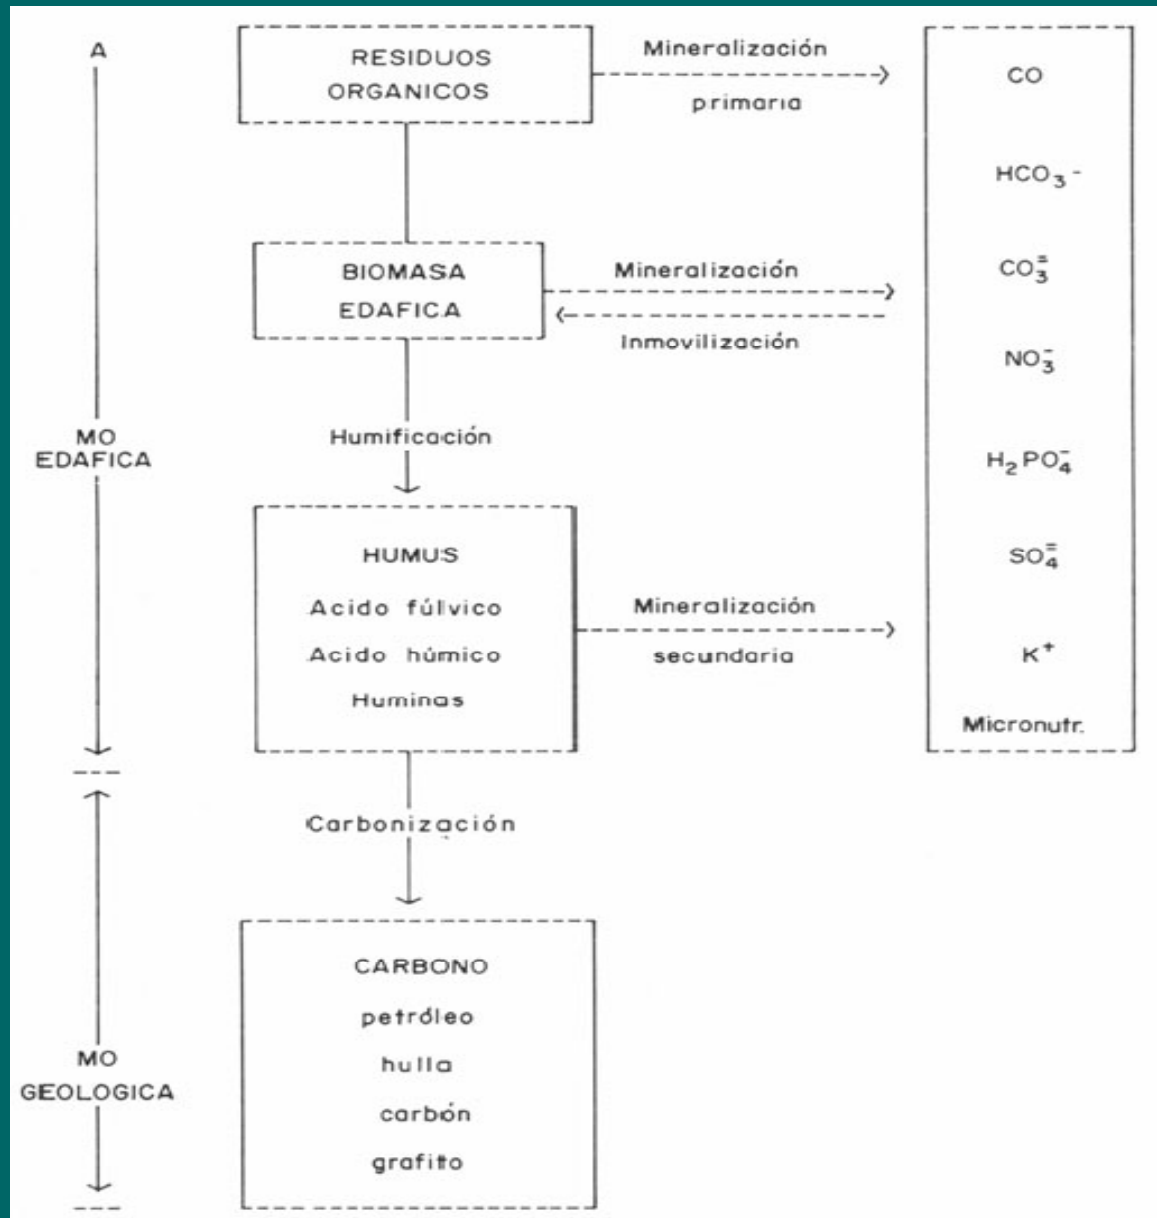 A
MO
EDAFICA
MO
GEOLOGICA
RESIDUOS
ORGANICOS
Mineralización
primaria
BIOMASA
EDAFICA
Mineralización
Inmovilización
Humificación
HUMUS
Acido fúlvico
Acido húmico
Huminas
Mineralización
secundaria
Carbonización
CARBONO
petróleo
hulla
carbón
grafito
CO
HCO₃⁻
CO₃⁼
NO₃⁻
H₂PO₄⁻
SO₄⁼
K⁺
Micronutr.